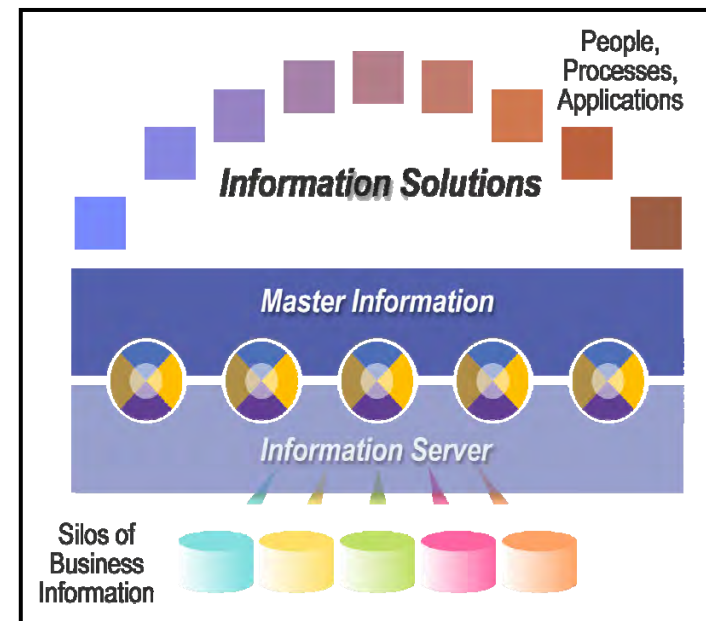 People,
Processes,
Applications
Information Solutions
Master Information
Information Server
Silos of
Business
Information